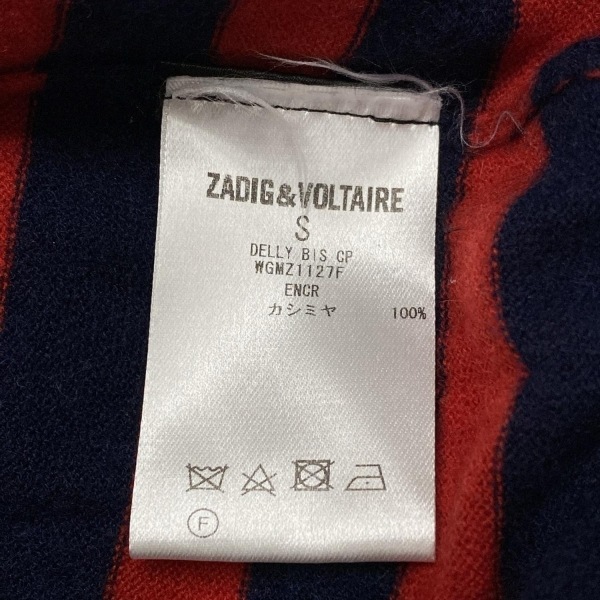 ZADIG&VOLTAIRE
S
DELLY BIS CP
WGMZ1127F
ENCR
カシミヤ 100%
F